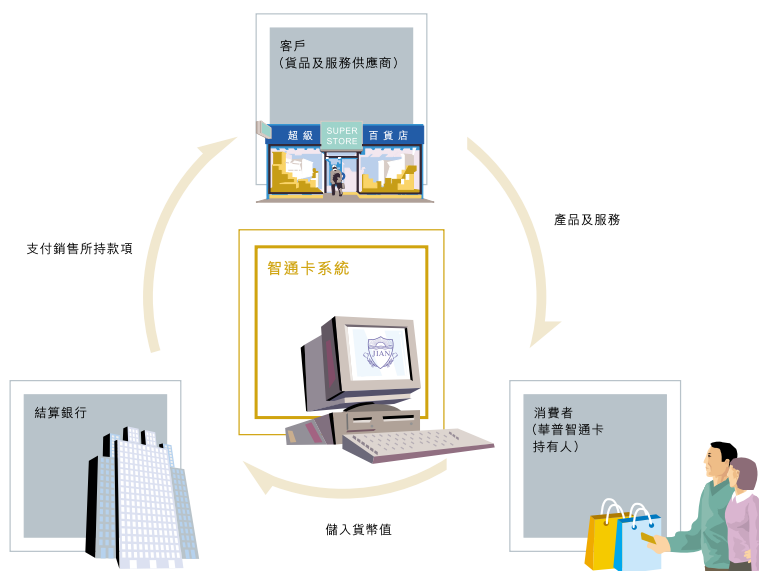 客戶
（貨品及服務供應商）
超級
SUPER
STORE
百貨店
產品及服務
支付銷售所持款項
智通卡系統
JIAN
結算銀行
消費者
（華普智通卡
持有人）
儲入貨幣值